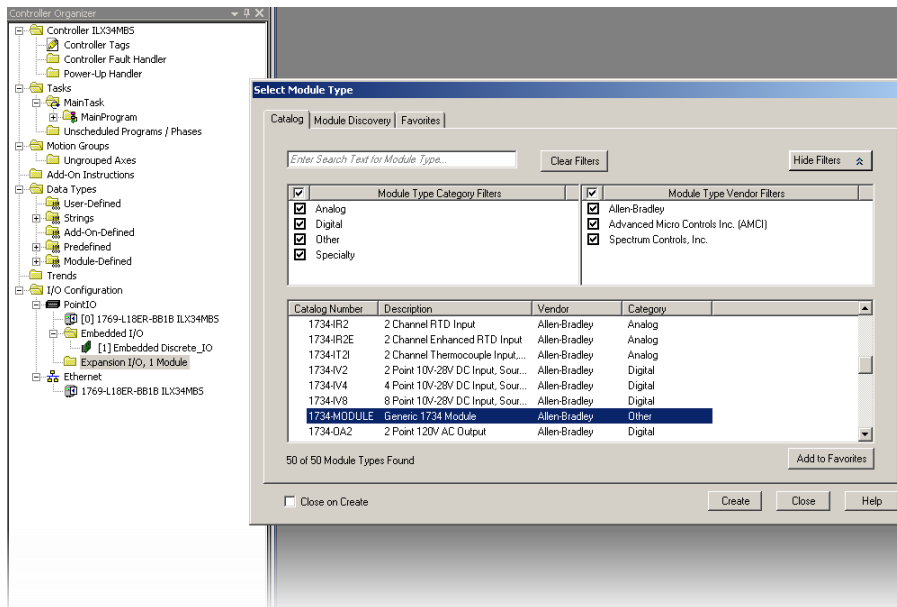 Controller Organizer
Controller ILX34MBS
Controller Tags
Controller Fault Handler
Power-Up Handler
Tasks
MainTask
MainProgram
Unscheduled Programs / Phases
Motion Groups
Ungrouped Axes
Add-On Instructions
Data Types
User-Defined
Strings
Add-On-Defined
Predefined
Module-Defined
Trends
I/O Configuration
PointIO
[0] 1769-L18ER-BB1B ILX34MBS
Embedded I/O
[1] Embedded Discrete_IO
Expansion I/O, 1 Module
Ethernet
1769-L18ER-BB1B ILX34MBS
Select Module Type
Catalog Module Discovery Favorites
Enter Search Text for Module Type... Clear Filters Hide Filters
Module Type Category Filters Module Type Vendor Filters
Analog Allen-Bradley
Digital Advanced Micro Controls Inc. (AMCI)
Other Spectrum Controls, Inc.
Specialty
Catalog Number Description Vendor Category
1734-IR2 2 Channel RTD Input Allen-Bradley Analog
1734-IR2E 2 Channel Enhanced RTD Input Allen-Bradley Analog
1734-IT2I 2 Channel Thermocouple Input,... Allen-Bradley Analog
1734-IV2 2 Point 10V-28V DC Input, Sour... Allen-Bradley Digital
1734-IV4 4 Point 10V-28V DC Input, Sour... Allen-Bradley Digital
1734-IV8 8 Point 10V-28V DC Input, Sour... Allen-Bradley Digital
1734-MODULE Generic 1734 Module Allen-Bradley Other
1734-OA2 2 Point 120V AC Output Allen-Bradley Digital
50 of 50 Module Types Found Add to Favorites
Close on Create Create Close Help